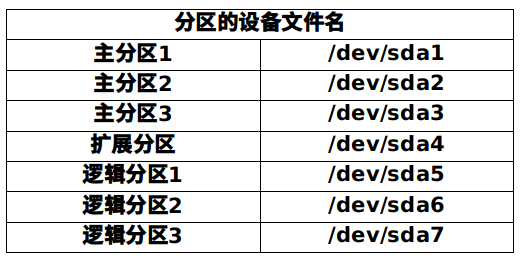 分区的设备文件名
主分区1 /dev/sda1
主分区2 /dev/sda2
主分区3 /dev/sda3
扩展分区 /dev/sda4
逻辑分区1 /dev/sda5
逻辑分区2 /dev/sda6
逻辑分区3 /dev/sda7